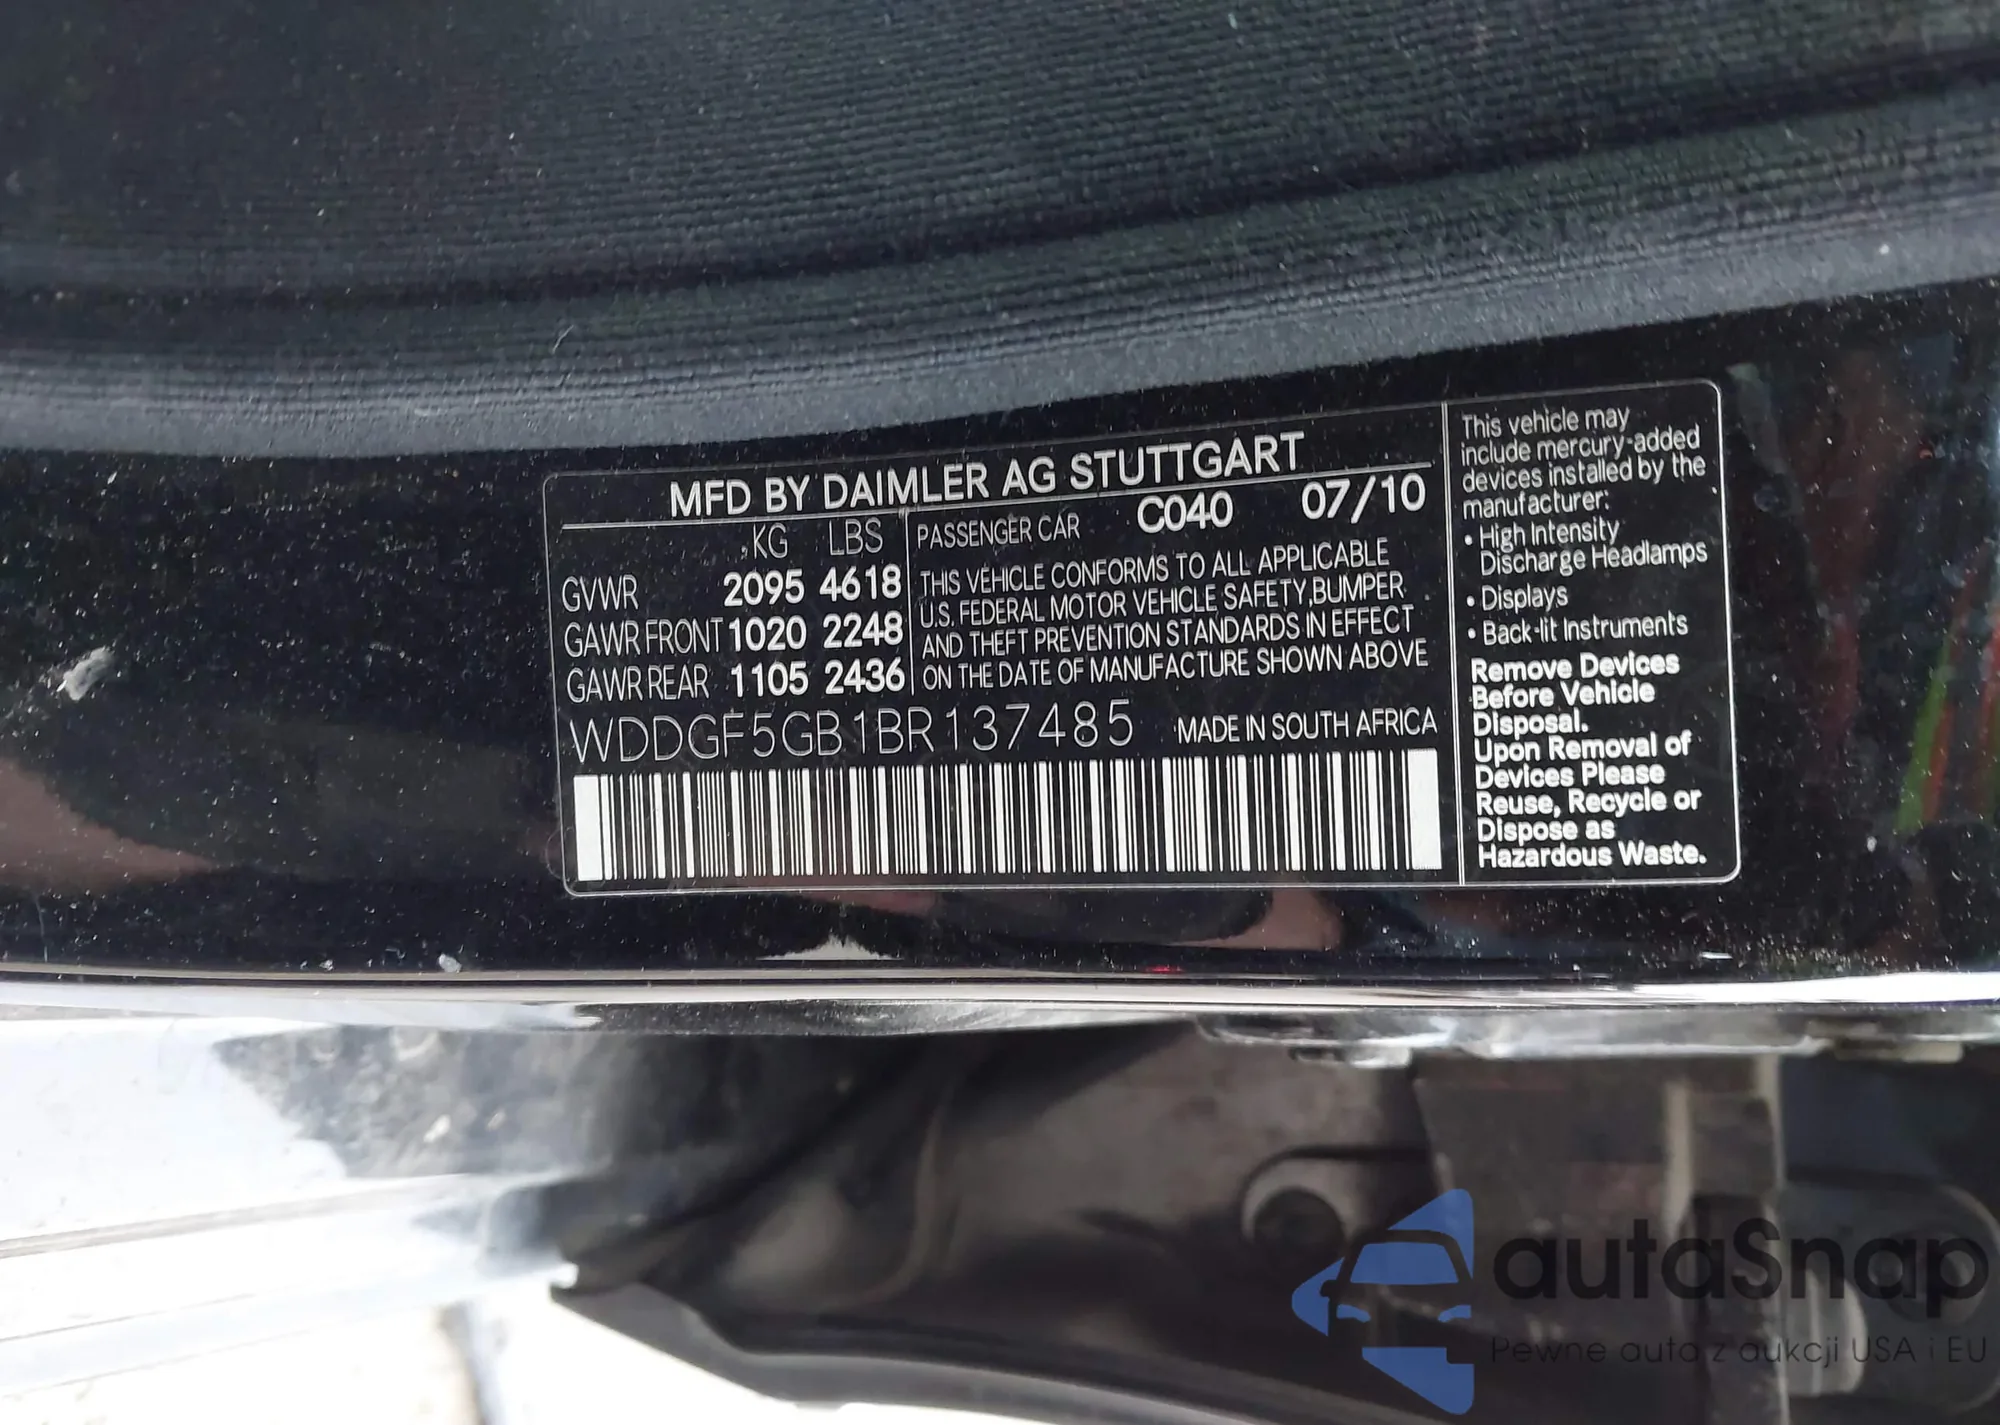 MFD BY DAIMLER AG STUTTGART
KG LBS
GVWR 2095 4618
GAWR FRONT 1020 2248
GAWR REAR 1105 2436
PASSENGER CAR C040 07/10
THIS VEHICLE CONFORMS TO ALL APPLICABLE
U.S. FEDERAL MOTOR VEHICLE SAFETY, BUMPER
AND THEFT PREVENTION STANDARDS IN EFFECT
ON THE DATE OF MANUFACTURE SHOWN ABOVE
WDDGF5GB1BR137485 MADE IN SOUTH AFRICA
This vehicle may
include mercury-added
devices installed by the
manufacturer:
• High Intensity
Discharge Headlamps
• Displays
• Back-lit Instruments
Remove Devices
Before Vehicle
Disposal.
Upon Removal of
Devices Please
Reuse, Recycle or
Dispose as
Hazardous Waste.
autaSnap
Pewne auta z aukcji USA i EU